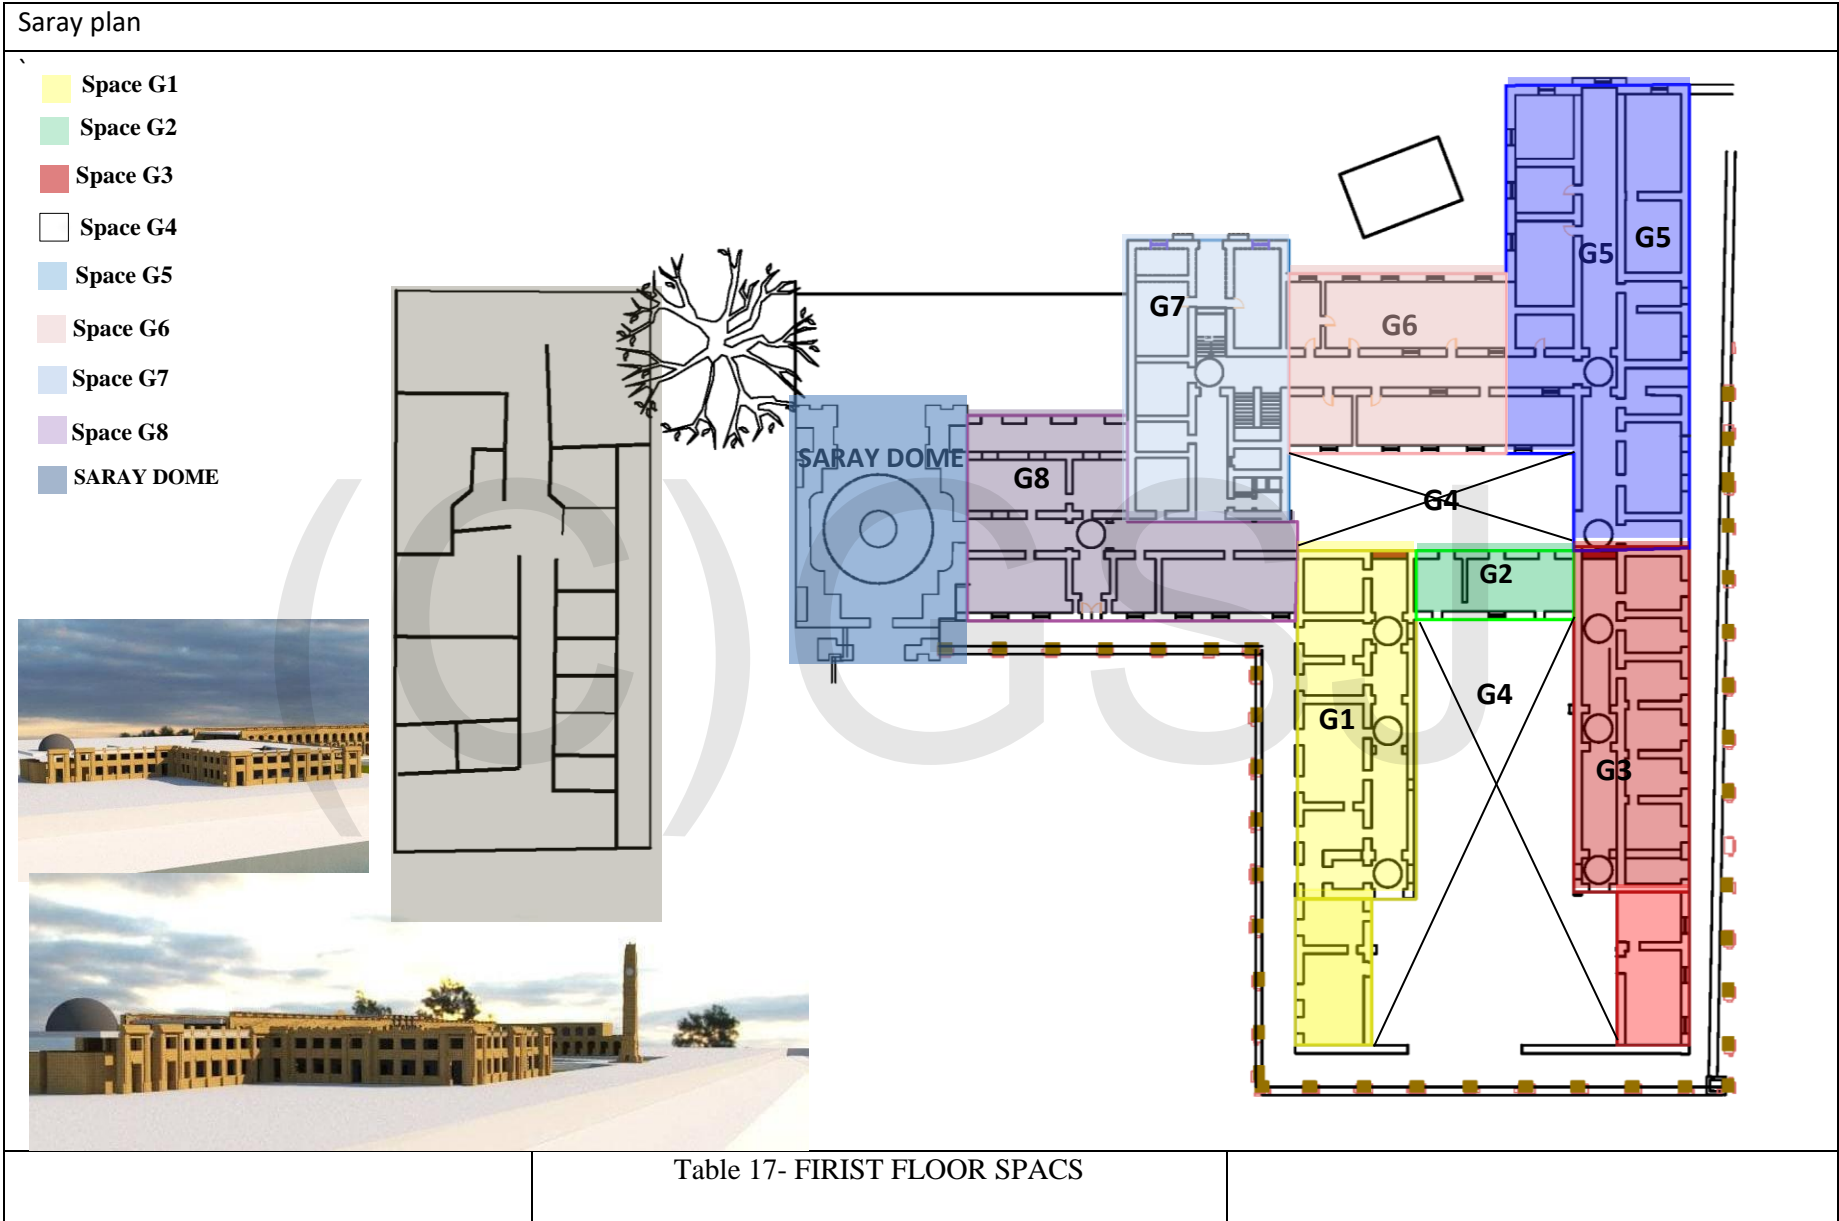 Saray plan
`
Space G1
Space G2
Space G3
Space G4
Space G5
Space G6
Space G7
Space G8
SARAY DOME
G5
G5
G7
G6
SARAY DOME
G8
G4
G2
G4
G1
G3
(C)GSJ
Table 17- FIRIST FLOOR SPACS